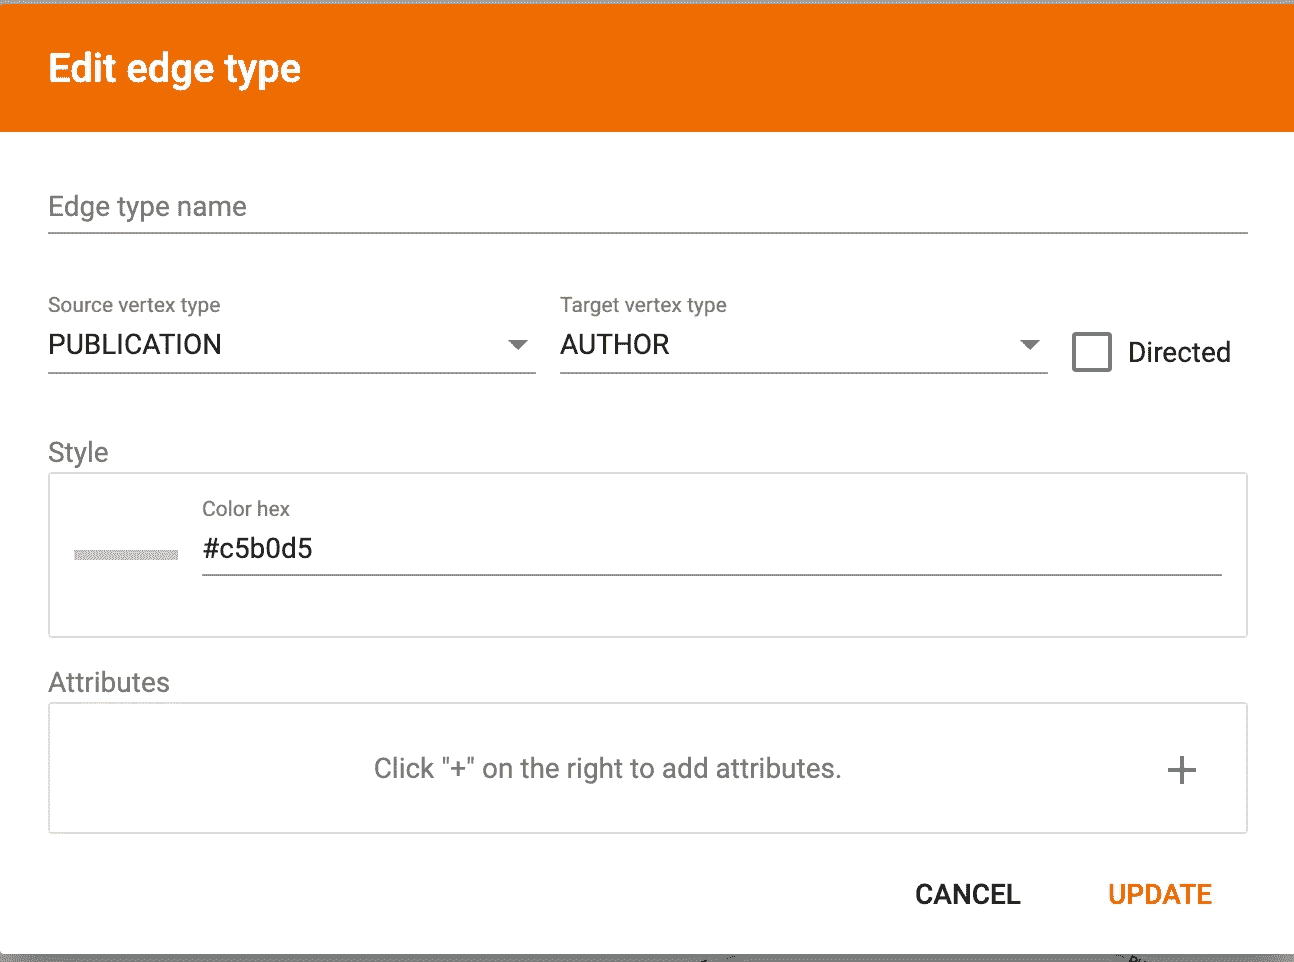 Edit edge type
Edge type name
Source vertex type
Target vertex type
PUBLICATION
AUTHOR
Directed
Style
Color hex
#c5b0d5
Attributes
Click "+" on the right to add attributes.
CANCEL
UPDATE